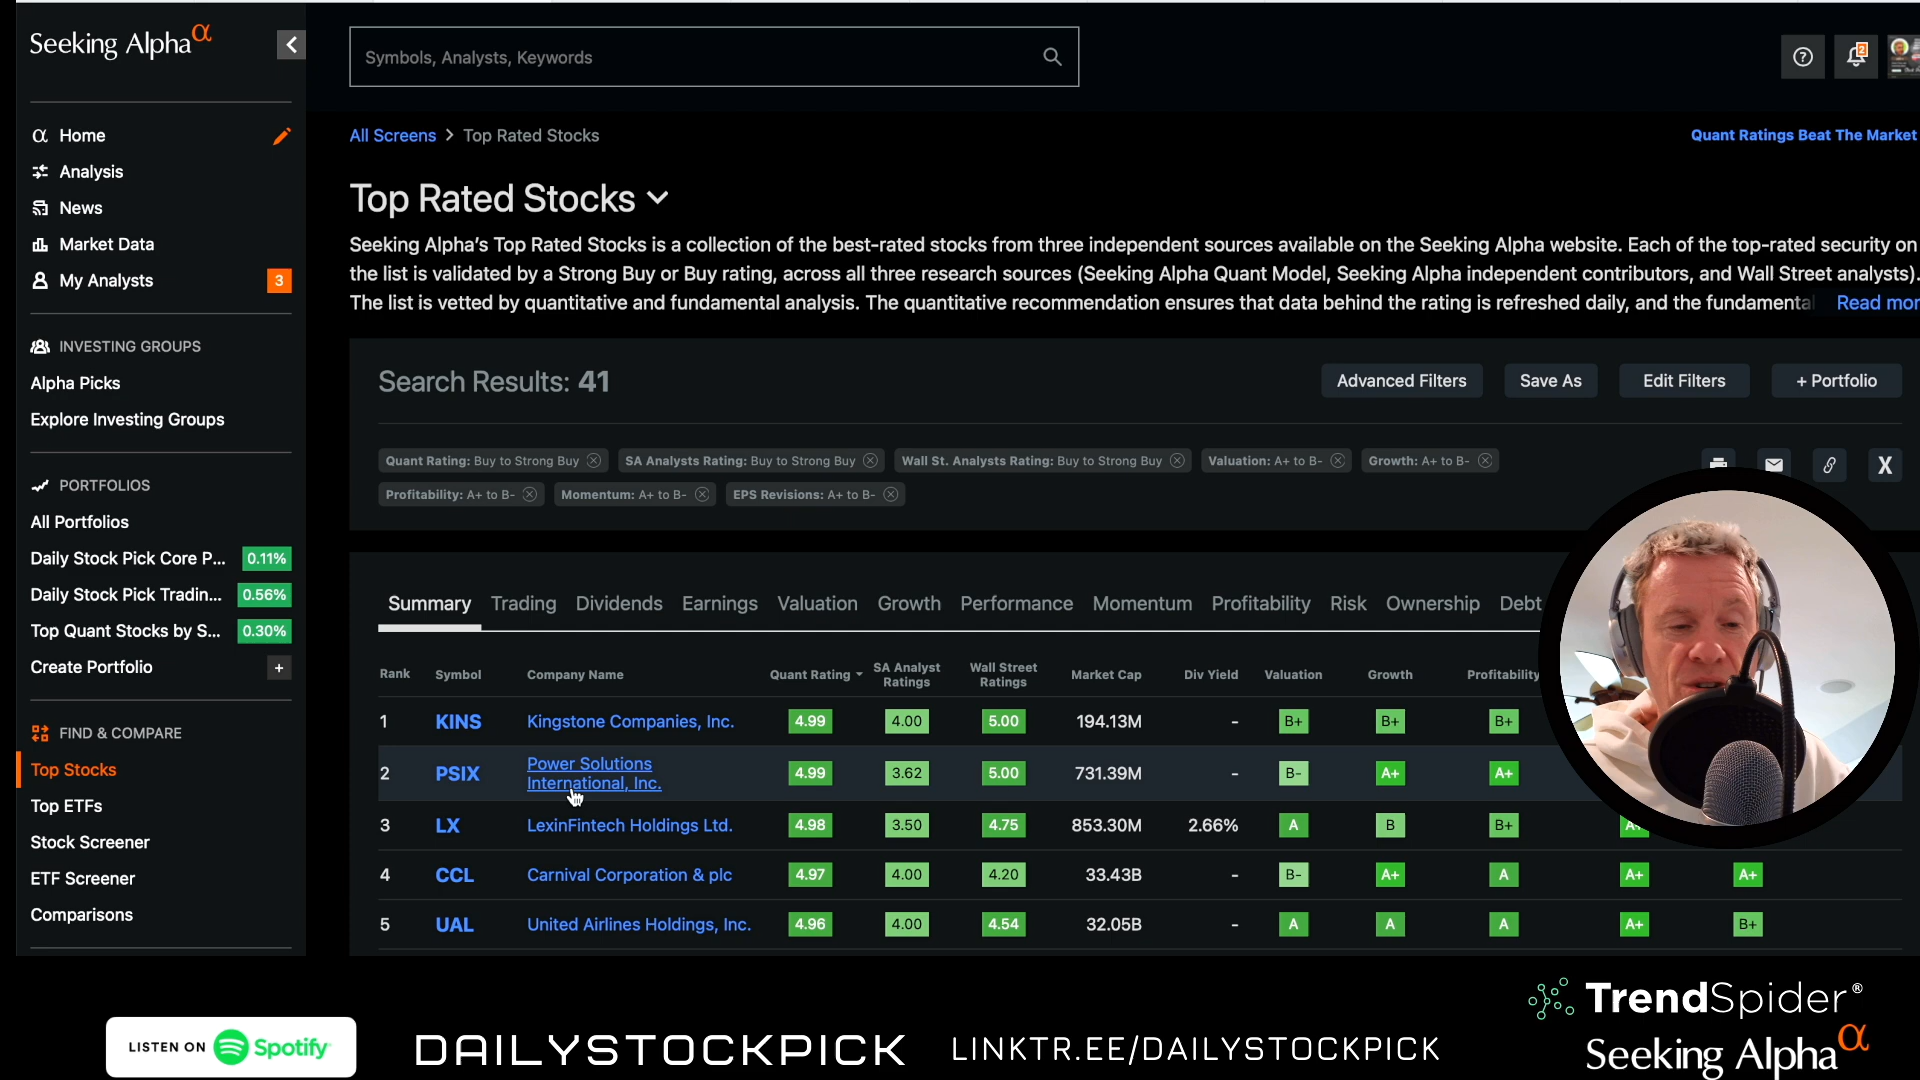 Seeking Alpha α
Symbols, Analysts, Keywords
2
Home
Analysis
News
Market Data
My Analysts 3
INVESTING GROUPS
Alpha Picks
Explore Investing Groups
PORTFOLIOS
All Portfolios
Daily Stock Pick Core P... 0.11%
Daily Stock Pick Tradin... 0.56%
Top Quant Stocks by S... 0.30%
Create Portfolio +
FIND & COMPARE
Top Stocks
Top ETFs
Stock Screener
ETF Screener
Comparisons
All Screens > Top Rated Stocks
Quant Ratings Beat The Market
Top Rated Stocks
Seeking Alpha's Top Rated Stocks is a collection of the best-rated stocks from three independent sources available on the Seeking Alpha website. Each of the top-rated security on
the list is validated by a Strong Buy or Buy rating, across all three research sources (Seeking Alpha Quant Model, Seeking Alpha independent contributors, and Wall Street analysts).
The list is vetted by quantitative and fundamental analysis. The quantitative recommendation ensures that data behind the rating is refreshed daily, and the fundamental Read mor
Search Results: 41
Advanced Filters Save As Edit Filters + Portfolio
Quant Rating: Buy to Strong Buy SA Analysts Rating: Buy to Strong Buy Wall St. Analysts Rating: Buy to Strong Buy Valuation: A+ to B- Growth: A+ to B-
Profitability: A+ to B- Momentum: A+ to B- EPS Revisions: A+ to B-
X
Summary Trading Dividends Earnings Valuation Growth Performance Momentum Profitability Risk Ownership Debt
Rank Symbol Company Name Quant Rating SA Analyst Ratings Wall Street Ratings Market Cap Div Yield Valuation Growth Profitability
1 KINS Kingstone Companies, Inc. 4.99 4.00 5.00 194.13M - B+ B+ B+
2 PSIX Power Solutions International, Inc. 4.99 3.62 5.00 731.39M - B- A+ A+
3 LX LexinFintech Holdings Ltd. 4.98 3.50 4.75 853.30M 2.66% A B B+ A+
4 CCL Carnival Corporation & plc 4.97 4.00 4.20 33.43B - B- A+ A A+ A+
5 UAL United Airlines Holdings, Inc. 4.96 4.00 4.54 32.05B - A A A A+ B+
LISTEN ON Spotify
DAILYSTOCKPICK
LINKTR.EE/DAILYSTOCKPICK
TrendSpider®
Seeking Alpha α